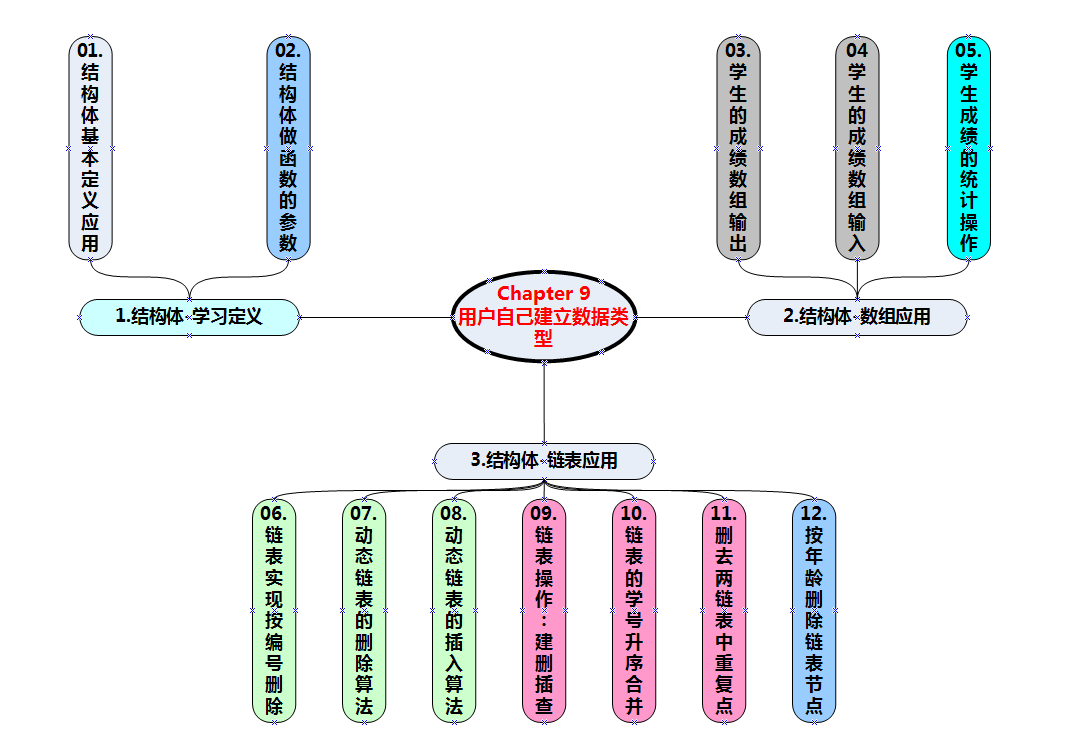 01.结构体基本定义应用
02.结构体做函数的参数
03.学生的成绩数组输出
04学生的成绩数组输入
05.学生成绩的统计操作
Chapter 9
用户自己建立数据类
型
1.结构体-学习定义
2.结构体-数组应用
3.结构体-链表应用
06.链表实现按编号删除
07.动态链表的删除算法
08.动态链表的插入算法
09.链表操作：建删插查
10.链表的学号升序合并
11.删去两链表中重复点
12.按年龄删除链表节点